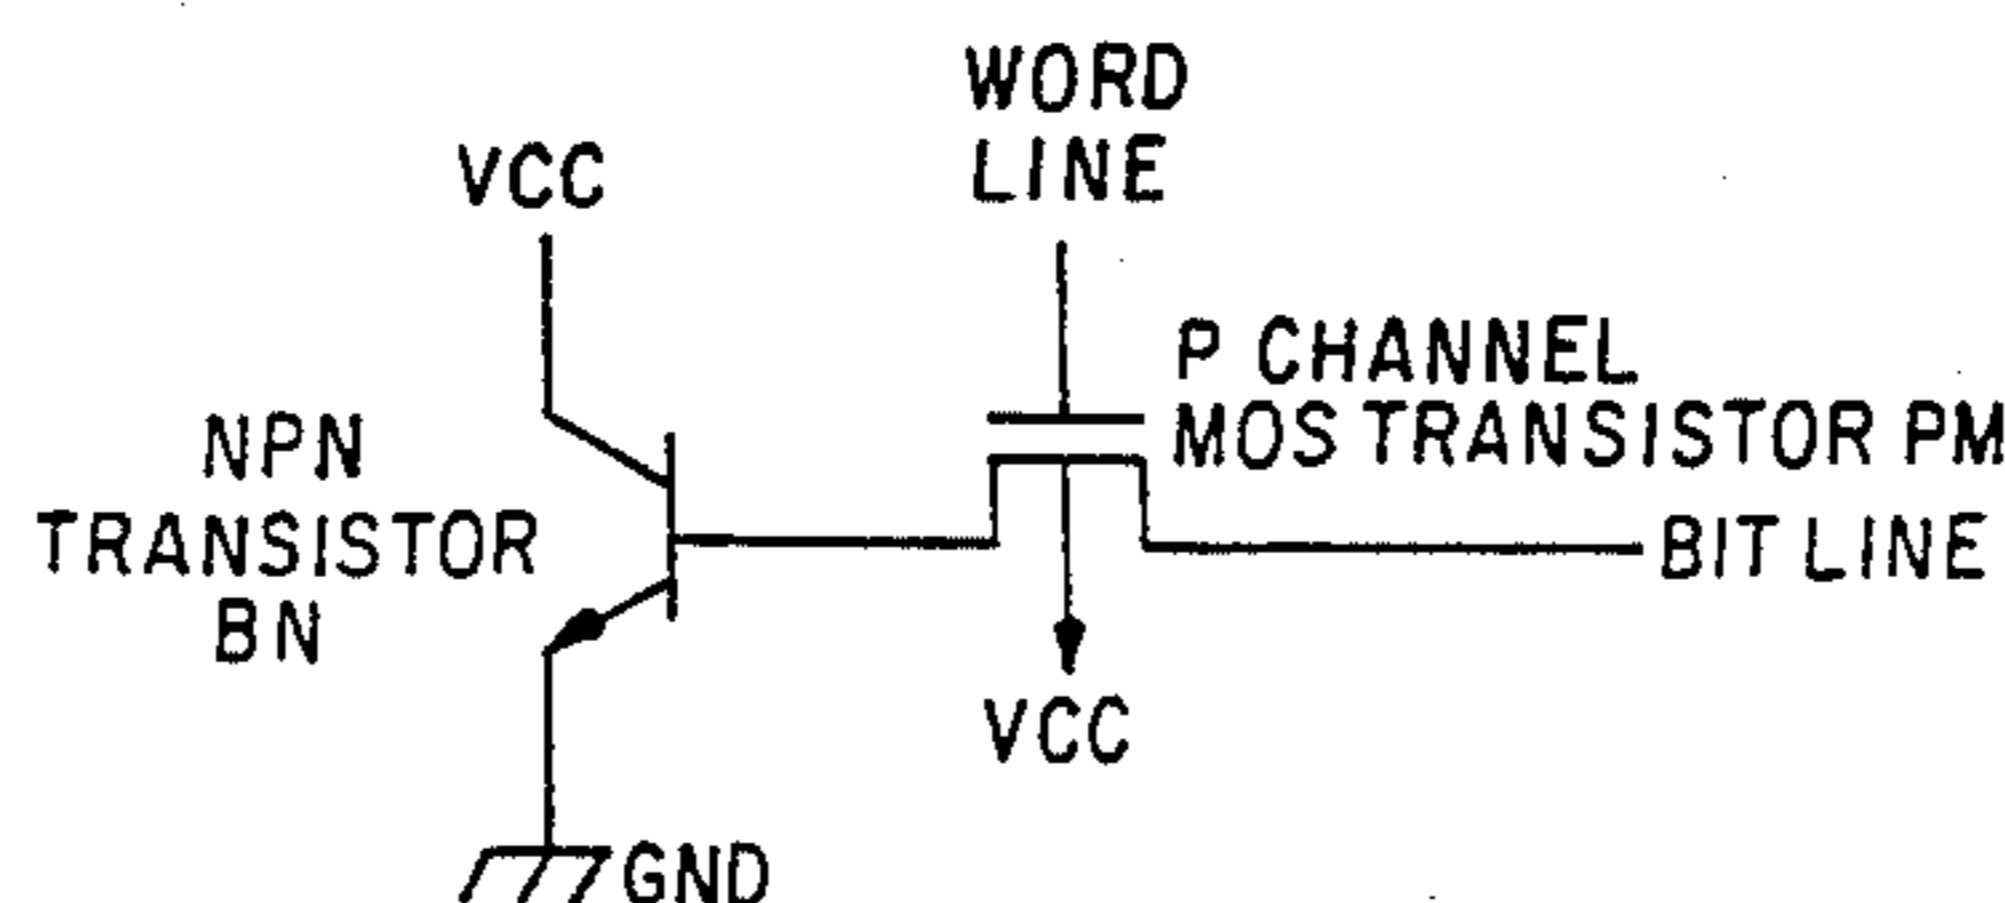 WORD
LINE
VCC
P CHANNEL
MOS TRANSISTOR PM
NPN
TRANSISTOR
BN
BIT LINE
VCC
GND